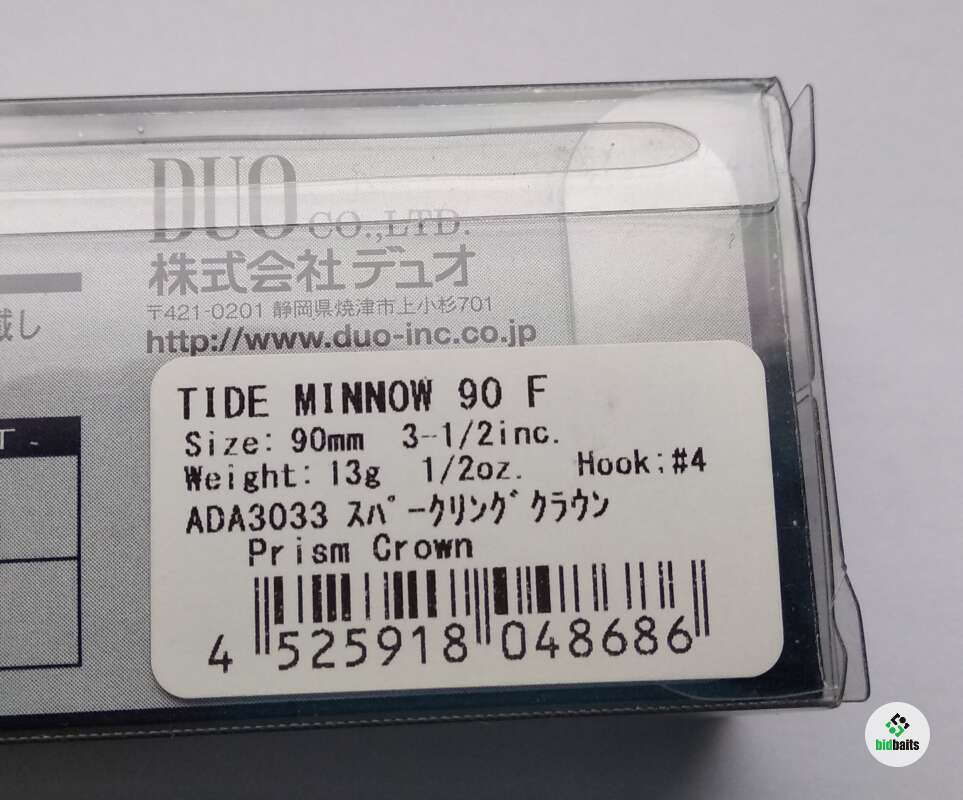 DUO CO.,LTD.
株式会社デュオ
〒421-0201 静岡県焼津市上小杉701
http://www.duo-inc.co.jp
し
TIDE MINNOW 90 F
Size: 90mm 3-1/2inc.
Weight: 13g 1/2oz. Hook:#4
ADA3033 スパークリングクラウン
Prism Crown
4 525918 048686
bidbaits